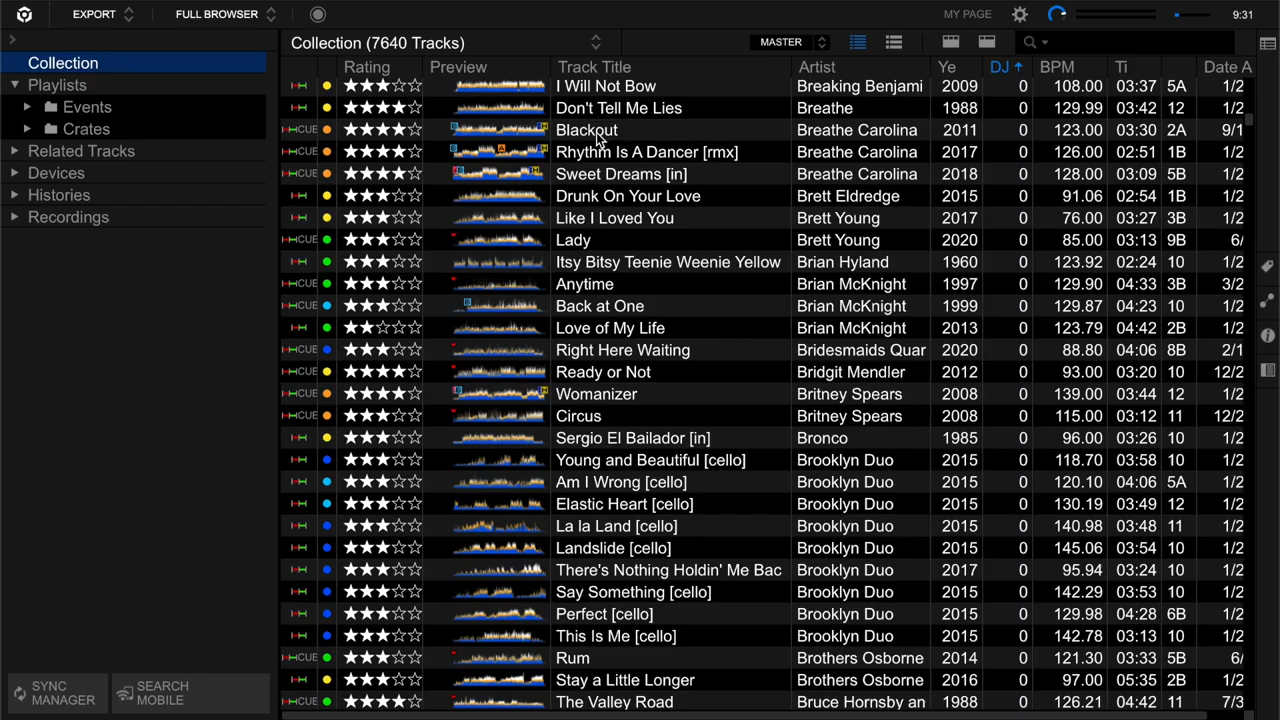 EXPORT FULL BROWSER MY PAGE 9:31
Collection (7640 Tracks) MASTER
Collection
Playlists
Events
Crates
Related Tracks
Devices
Histories
Recordings
SYNC MANAGER
SEARCH MOBILE
Rating Preview Track Title Artist Ye DJ BPM Ti Date A
I Will Not Bow Breaking Benjami 2009 0 108.00 03:37 5A 1/2
Don't Tell Me Lies Breathe 1988 0 129.99 03:42 12 1/2
CUE Blackout Breathe Carolina 2011 0 123.00 03:30 2A 9/1
CUE Rhythm Is A Dancer [rmx] Breathe Carolina 2017 0 126.00 02:51 1/2
CUE Sweet Dreams [in] Breathe Carolina 2018 0 128.00 03:09 5B 1/2
Drunk On Your Love Brett Eldredge 2015 0 91.06 02:54 1B 1/2
Like I Loved You Brett Young 2017 0 76.00 03:27 3B 1/2
CUE Lady Brett Young 2020 0 85.00 03:13 9B 6/
Itsy Bitsy Teenie Weenie Yellow Brian Hyland 1960 0 123.92 02:24 10 1/2
CUE Anytime Brian McKnight 1997 0 129.90 04:33 3B 3/2
CUE Back at One Brian McKnight 1999 0 129.87 04:23 10 1/2
Love of My Life Brian McKnight 2013 0 123.79 04:42 2B 1/2
CUE Right Here Waiting Bridesmaids Quar 2020 0 88.80 04:06 8B 2/1
CUE Ready or Not Bridgit Mendler 2012 0 93.00 03:20 10 12/2
CUE Womanizer Britney Spears 2008 0 139.00 03:44 12 1/2
CUE Circus Britney Spears 2008 0 115.00 03:12 11 12/2
Sergio El Bailador [in] Bronco 1985 0 96.00 03:26 10 1/2
Young and Beautiful [cello] Brooklyn Duo 2015 0 118.70 03:58 10 1/2
Am I Wrong [cello] Brooklyn Duo 2015 0 120.10 04:06 5A 1/2
Elastic Heart [cello] Brooklyn Duo 2015 0 130.19 03:49 12 1/2
La la Land [cello] Brooklyn Duo 2015 0 140.98 03:48 11 1/2
Landslide [cello] Brooklyn Duo 2015 0 145.06 03:54 10 1/2
There's Nothing Holdin' Me Bac Brooklyn Duo 2017 0 95.94 03:24 10 1/2
Say Something [cello] Brooklyn Duo 2015 0 142.29 03:53 10 1/2
Perfect [cello] Brooklyn Duo 2015 0 129.98 04:28 6B 1/2
This Is Me [cello] Brooklyn Duo 2015 0 142.78 03:13 10 1/2
CUE Rum Brothers Osborne 2014 0 121.30 03:33 5B 6/
Stay a Little Longer Brothers Osborne 2016 0 97.00 05:35 2B 1/2
CUE The Valley Road Bruce Hornsby an 1988 0 126.21 04:42 11 7/3